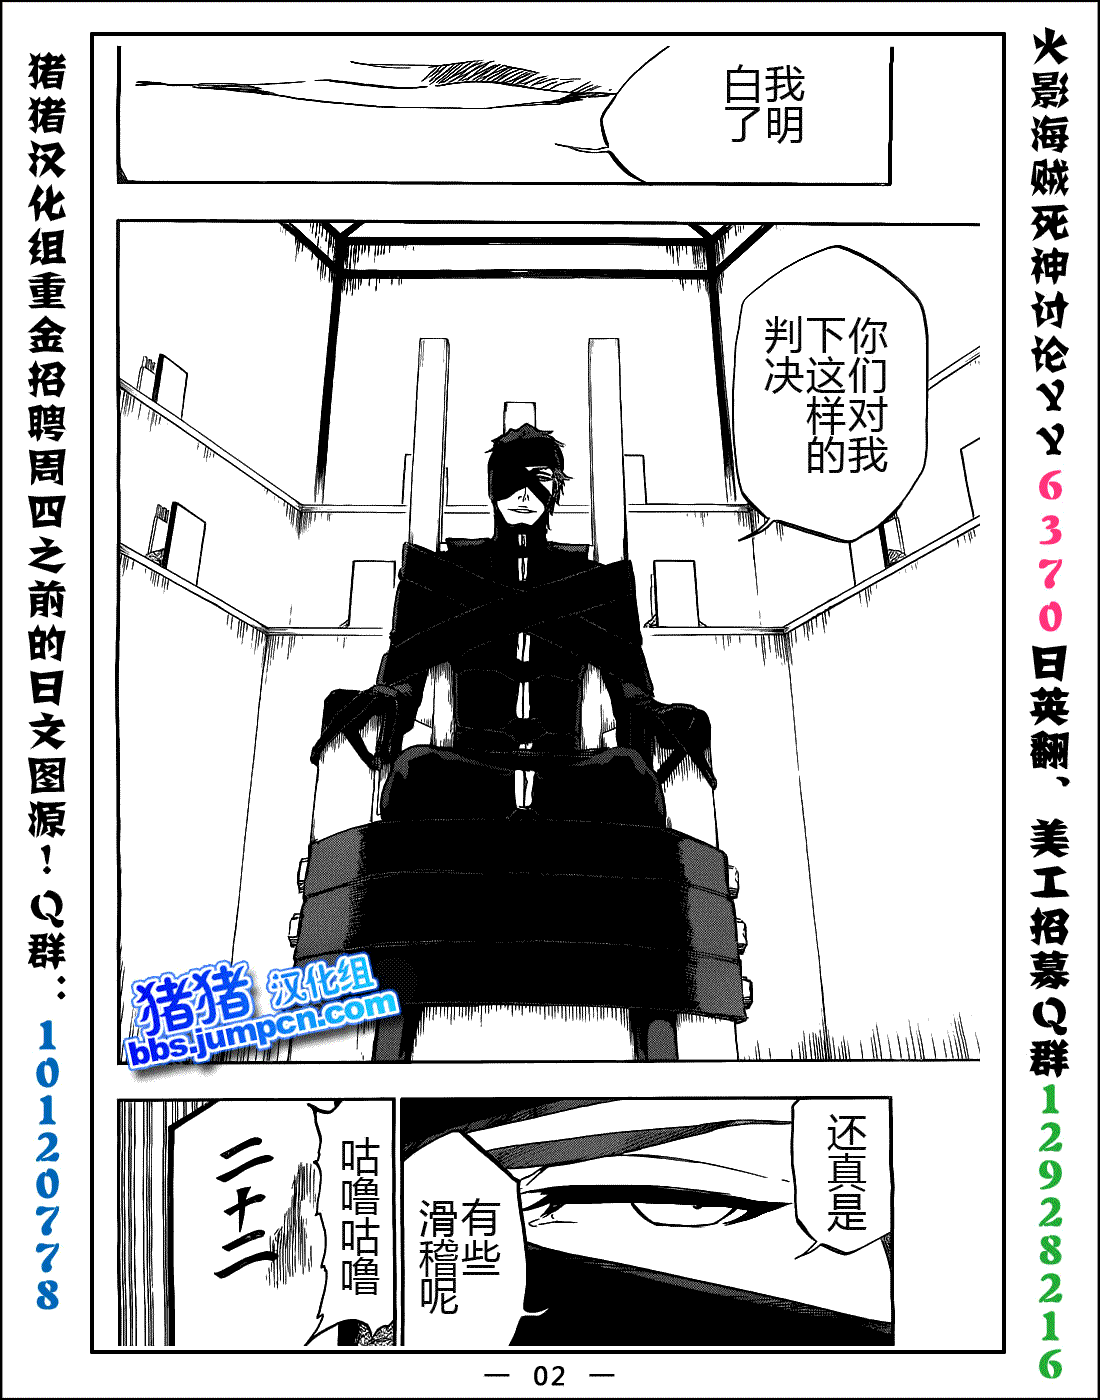 猪猪汉化组重金招聘周四之前的日文图源！Q群：10120778
火影海贼死神讨论YY6370日英翻、美工招募Q群12928216
我明
白了
你们对我
下这样的
判决
还真是
有些
滑稽呢
咕噜咕噜
二十二
猪猪汉化组
bbs.jumpcn.com
— 02 —